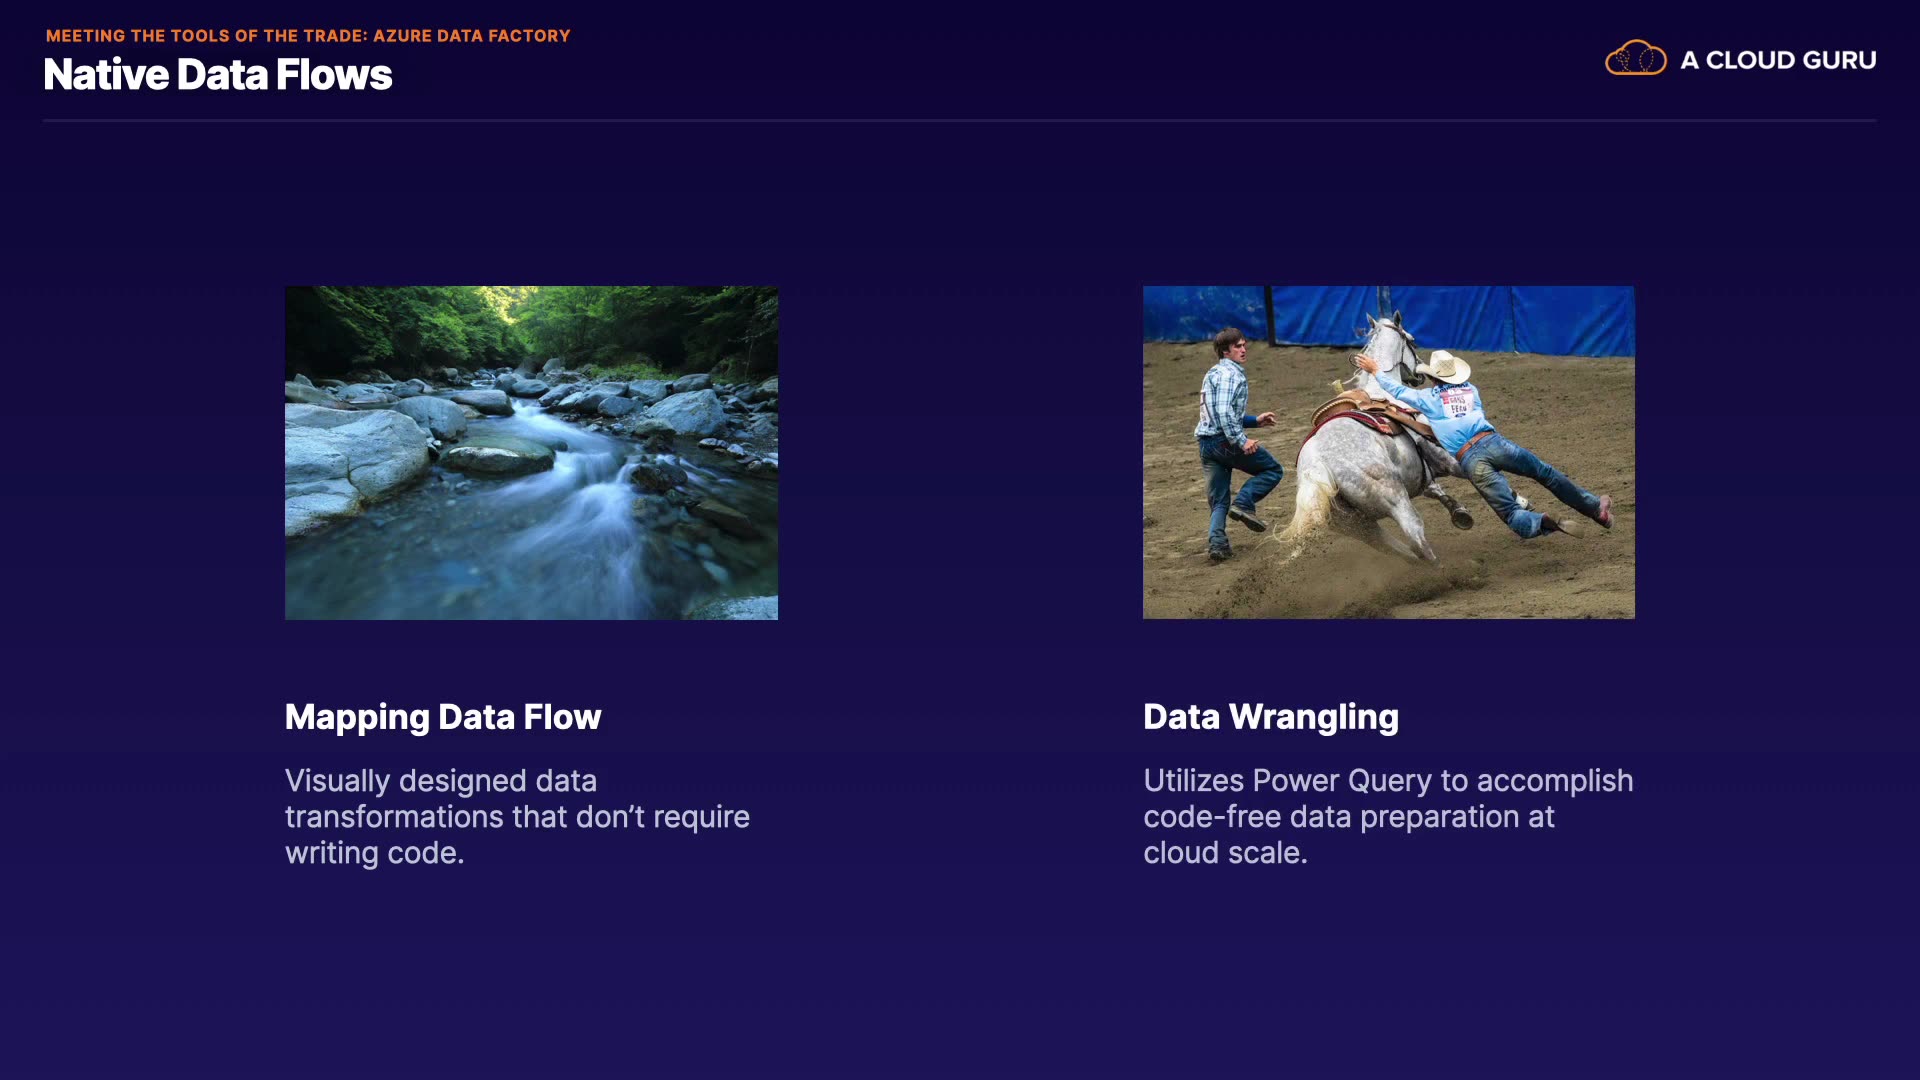 MEETING THE TOOLS OF THE TRADE: AZURE DATA FACTORY
Native Data Flows
A CLOUD GURU
Mapping Data Flow
Visually designed data
transformations that don’t require
writing code.
Data Wrangling
Utilizes Power Query to accomplish
code-free data preparation at
cloud scale.